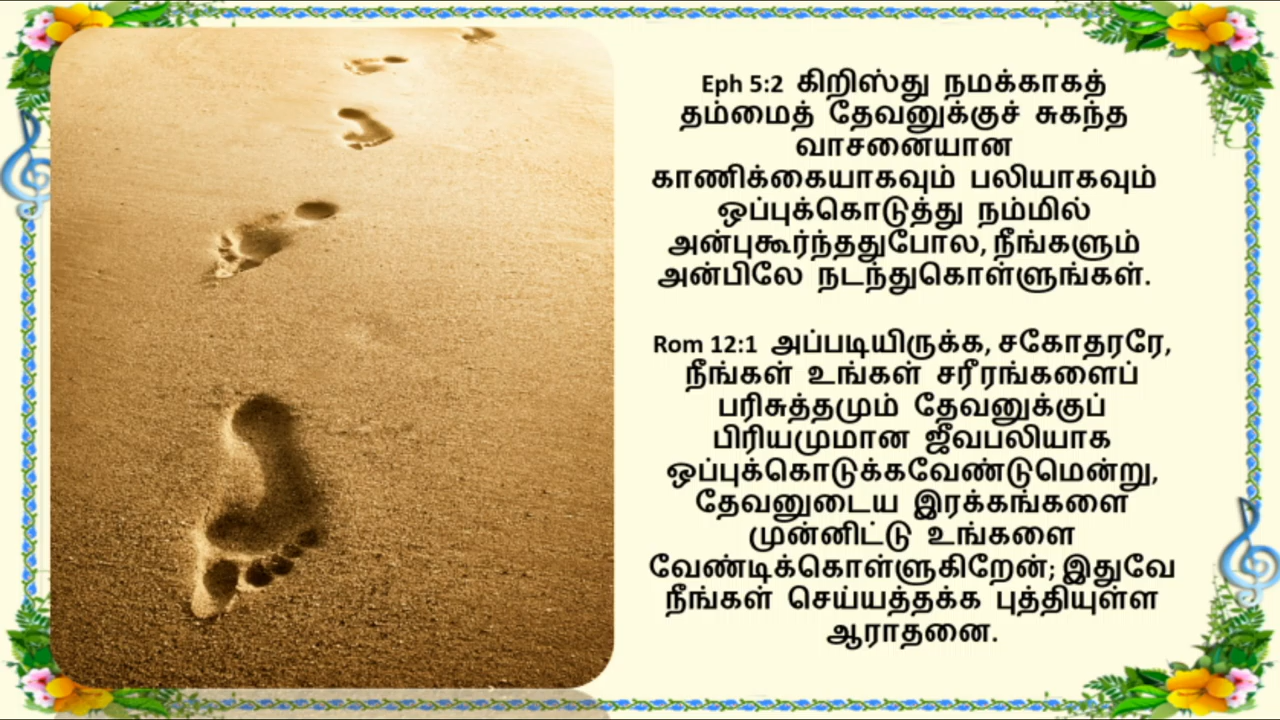 Eph 5:2 கிறிஸ்து நமக்காகத்
தம்மைத் தேவனுக்குச் சுகந்த
வாசனையான
காணிக்கையாகவும் பலியாகவும்
ஒப்புக்கொடுத்து நம்மில்
அன்புகூர்ந்ததுபோல, நீங்களும்
அன்பிலே நடந்துகொள்ளுங்கள்.
Rom 12:1 அப்படியிருக்க, சகோதரரே,
நீங்கள் உங்கள் சரீரங்களைப்
பரிசுத்தமும் தேவனுக்குப்
பிரியமுமான ஜீவபலியாக
ஒப்புக்கொடுக்கவேண்டுமென்று,
தேவனுடைய இரக்கங்களை
முன்னிட்டு உங்களை
வேண்டிக்கொள்ளுகிறேன்; இதுவே
நீங்கள் செய்யத்தக்க புத்தியுள்ள
ஆராதனை.